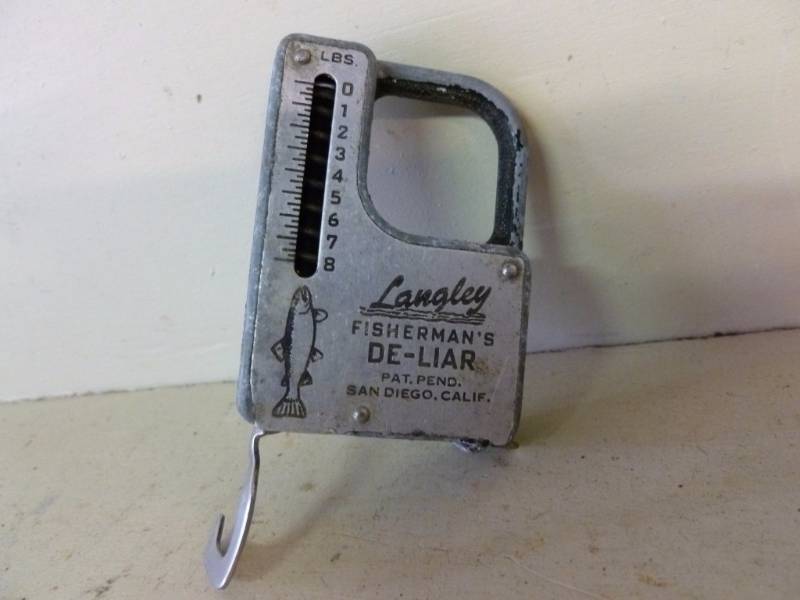 LBS.
0
1
2
3
4
5
6
7
8
Langley
FISHERMAN'S
DE-LIAR
PAT. PEND.
SAN DIEGO, CALIF.